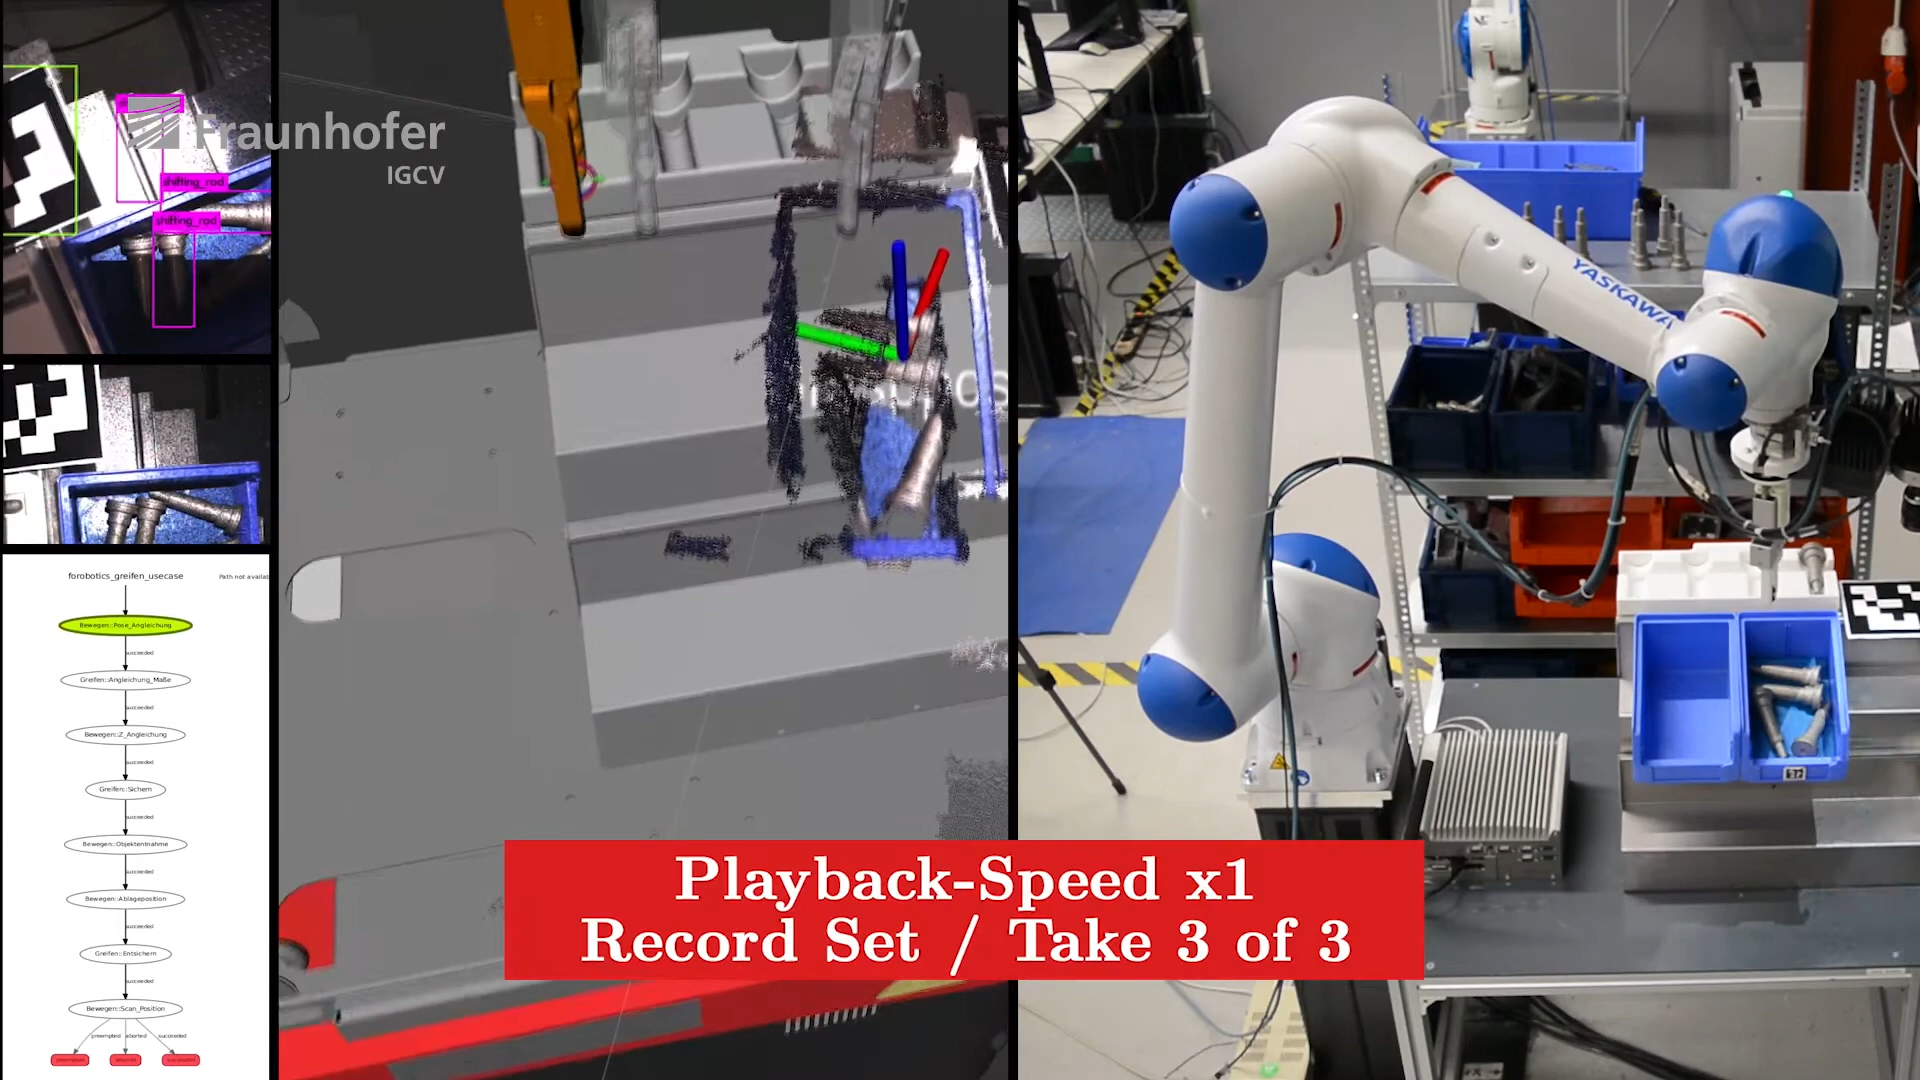 Fraunhofer
IGCV
shifting_rod
shifting_rod
forobotics_greifen_usecase
Path not availab
Bewegen::Pose_Angleichung
succeeded
Greifen::Angleichung_Maße
succeeded
Bewegen::Z_Angleichung
succeeded
Greifen::Sichern
succeeded
Bewegen::Objektentnahme
succeeded
Bewegen::Ablageposition
succeeded
Greifen::Entsichern
succeeded
Bewegen::Scan_Position
preempted aborted succeeded
YASKAWA
Playback-Speed x1
Record Set / Take 3 of 3